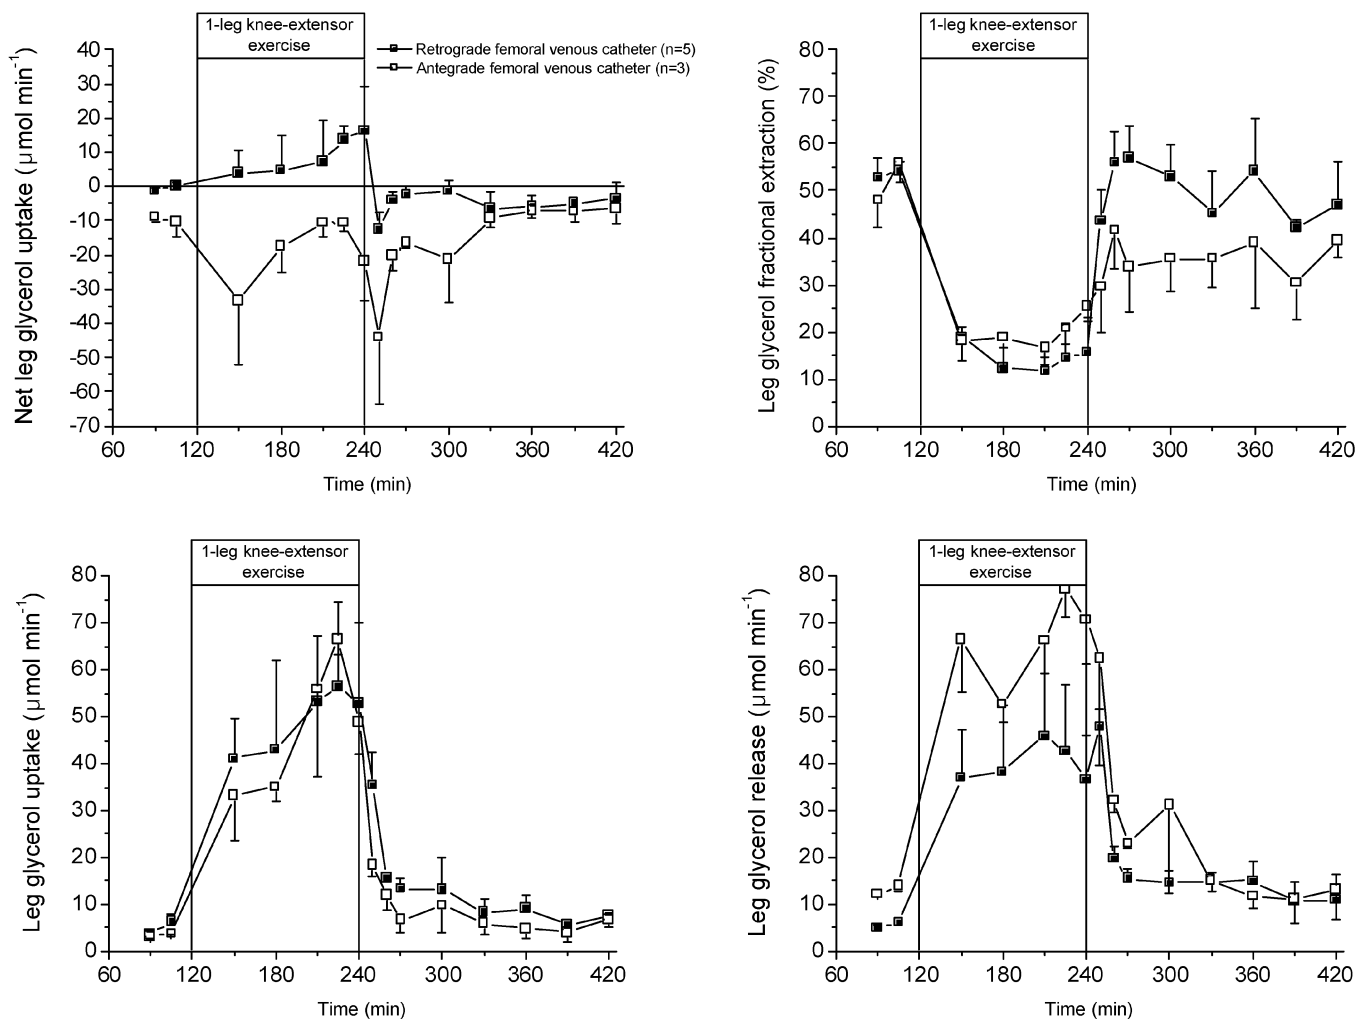 1-leg knee-extensor
exercise
Retrograde femoral venous catheter (n=5)
Antegrade femoral venous catheter (n=3)
Net leg glycerol uptake (μmol min⁻¹)
40
30
20
10
0
-10
-20
-30
-40
-50
-60
-70
60 120 180 240 300 360 420
Time (min)
1-leg knee-extensor
exercise
Leg glycerol fractional extraction (%)
80
70
60
50
40
30
20
10
0
60 120 180 240 300 360 420
Time (min)
1-leg knee-extensor
exercise
Leg glycerol uptake (μmol min⁻¹)
80
70
60
50
40
30
20
10
0
60 120 180 240 300 360 420
Time (min)
1-leg knee-extensor
exercise
Leg glycerol release (μmol min⁻¹)
80
70
60
50
40
30
20
10
0
60 120 180 240 300 360 420
Time (min)